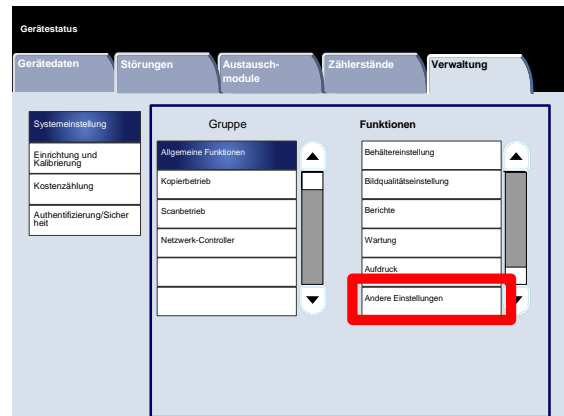 Gerätestatus
Gerätedaten
Störungen
Austausch-
module
Zählerstände
Verwaltung
Systemeinstellung
Einrichtung und
Kalibrierung
Kostenzählung
Authentifizierung/Sicher
heit
Gruppe
Allgemeine Funktionen
Kopierbetrieb
Scanbetrieb
Netzwerk-Controller
Funktionen
Behältereinstellung
Bildqualitätseinstellung
Berichte
Wartung
Aufdruck
Andere Einstellungen